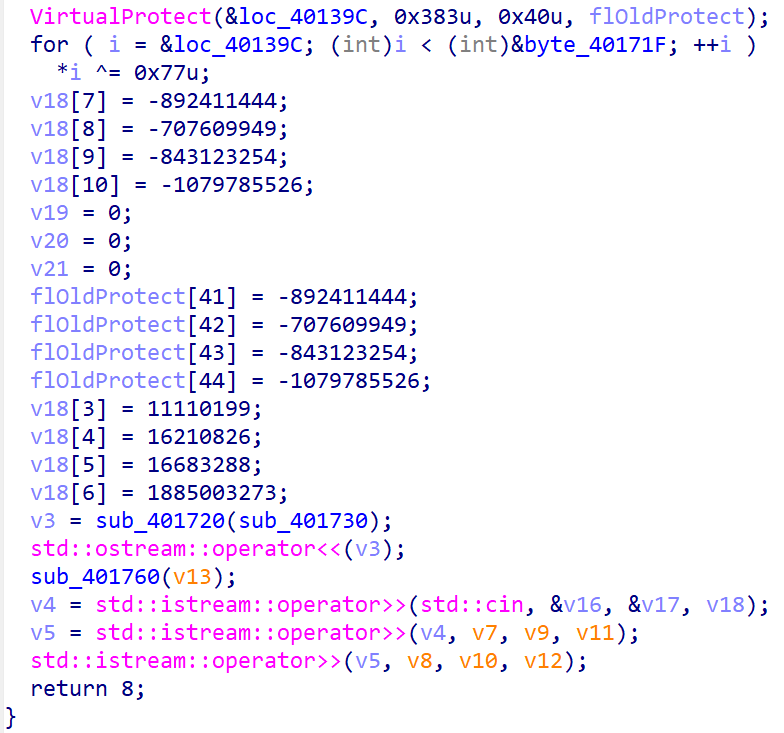 VirtualProtect(&loc_40139C, 0x383u, 0x40u, flOldProtect);
for ( i = &loc_40139C; (int)i < (int)&byte_40171F; ++i )
*i ^= 0x77u;
v18[7] = -892411444;
v18[8] = -707609949;
v18[9] = -843123254;
v18[10] = -1079785526;
v19 = 0;
v20 = 0;
v21 = 0;
flOldProtect[41] = -892411444;
flOldProtect[42] = -707609949;
flOldProtect[43] = -843123254;
flOldProtect[44] = -1079785526;
v18[3] = 11110199;
v18[4] = 16210826;
v18[5] = 16683288;
v18[6] = 1885003273;
v3 = sub_401720(sub_401730);
std::ostream::operator<<(v3);
sub_401760(v13);
v4 = std::istream::operator>>(std::cin, &v16, &v17, v18);
v5 = std::istream::operator>>(v4, v7, v9, v11);
std::istream::operator>>(v5, v8, v10, v12);
return 8;
}